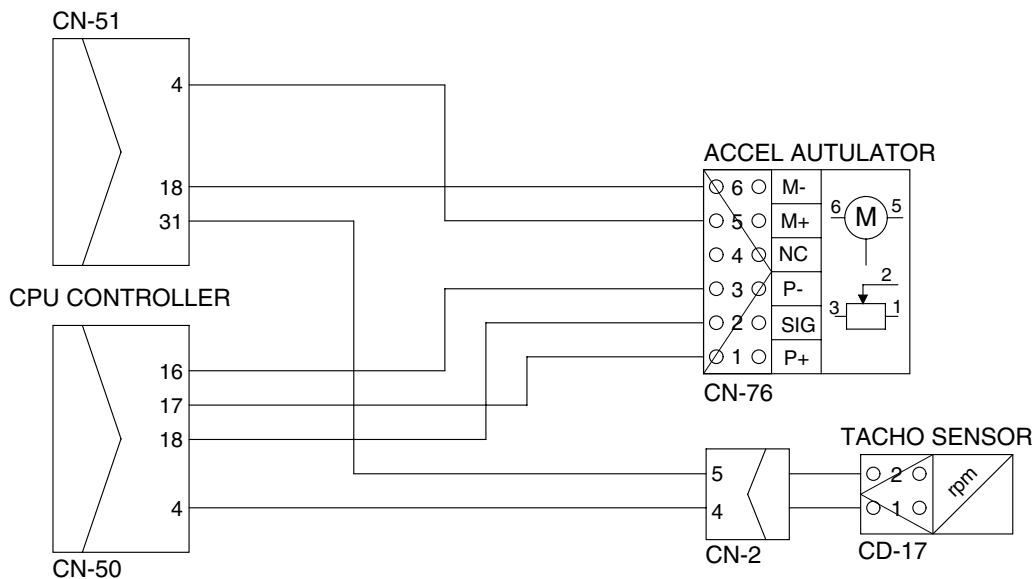 CN-51
4
18
31
CPU CONTROLLER
16
17
18
4
CN-50
ACCEL AUTULATOR
6 M-
5 M+
4 NC
3 P-
2 SIG
1 P+
6 M 5
2
3 1
CN-76
5
4
CN-2
TACHO SENSOR
2
1
rpm
CD-17